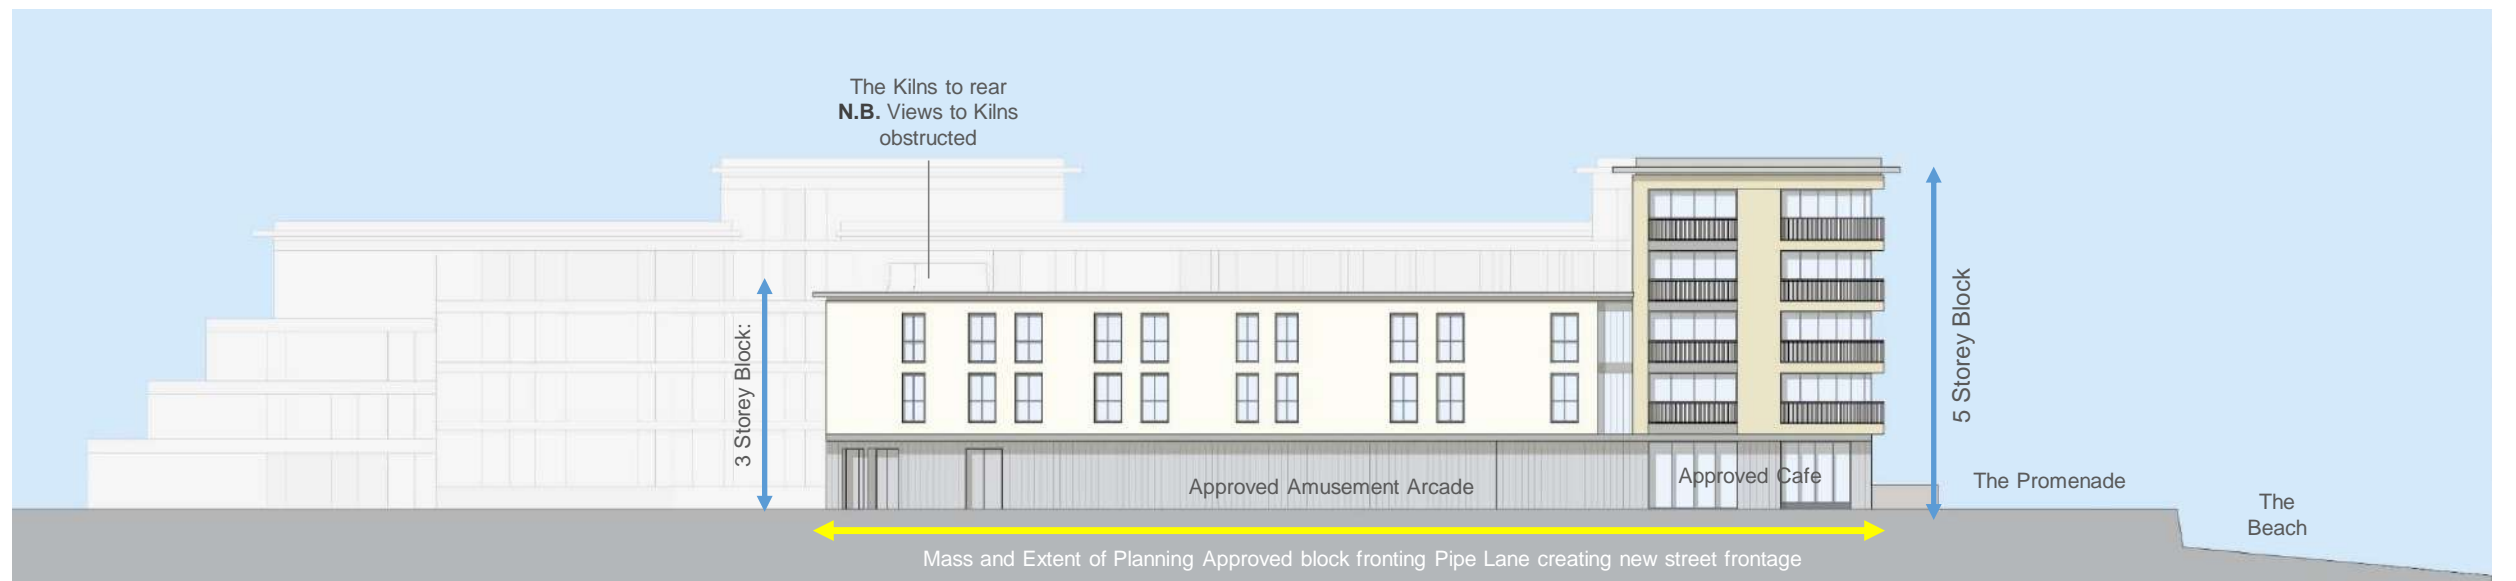 The Kilns to rear
N.B. Views to Kilns
obstructed
3 Storey Block:
5 Storey Block
Approved Amusement Arcade
Approved Cafe
The Promenade
The
Beach
Mass and Extent of Planning Approved block fronting Pipe Lane creating new street frontage